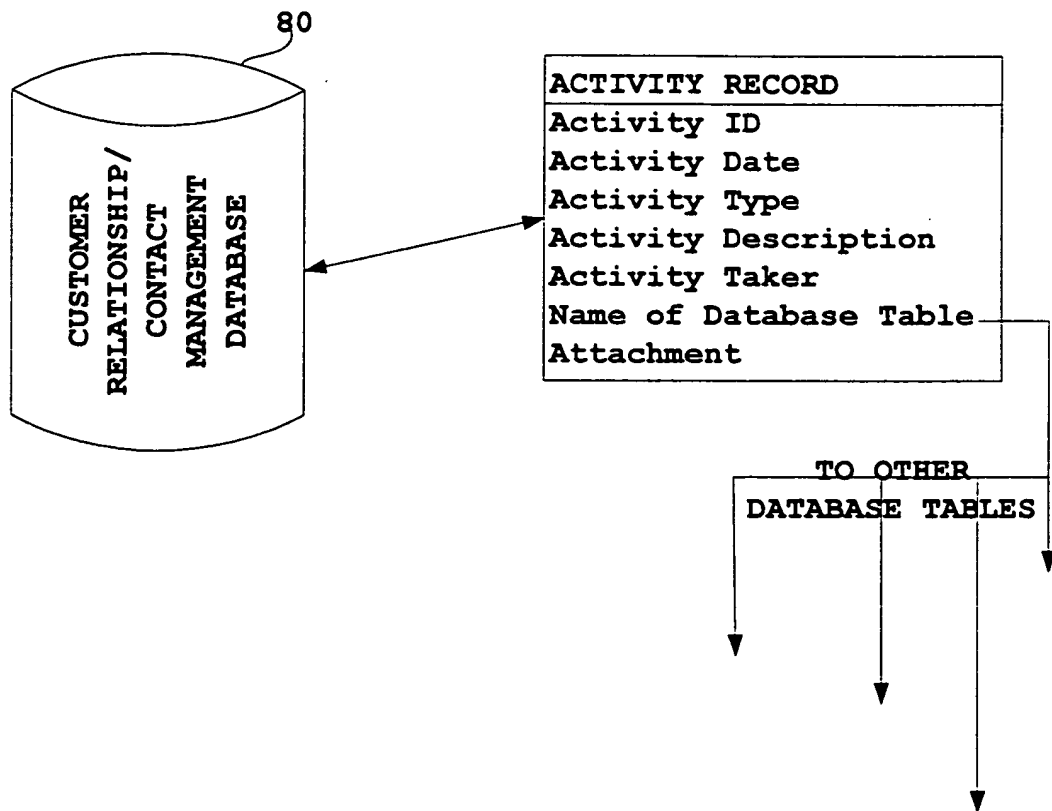 80
CUSTOMER
RELATIONSHIP/
CONTACT
MANAGEMENT
DATABASE
ACTIVITY RECORD
Activity ID
Activity Date
Activity Type
Activity Description
Activity Taker
Name of Database Table
Attachment
TO OTHER
DATABASE TABLES